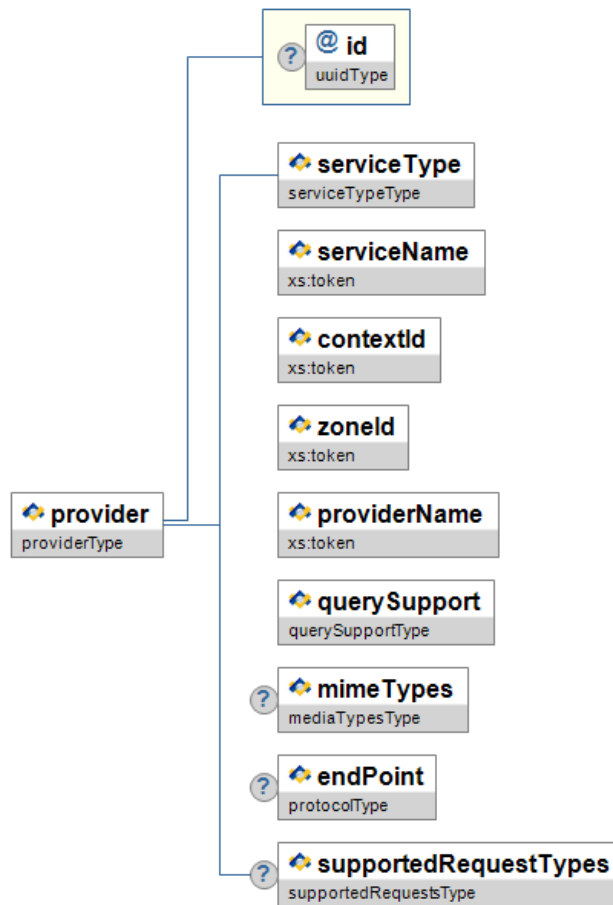 @ id
?
uuidType
serviceType
serviceTypeType
serviceName
xs:token
contextId
xs:token
zoneId
xs:token
provider
providerType
providerName
xs:token
querySupport
querySupportType
?
mimeTypes
mediaTypesType
?
endPoint
protocolType
?
supportedRequestTypes
supportedRequestsType